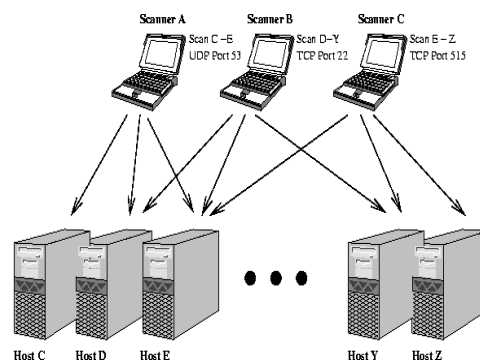 Scanner A
Scan C -E
UDP Port 53
Scanner B
Scan D-Y
TCP Port 22
Scanner C
Scan E - Z
TCP Port 515
Host C
Host D
Host E
Host Y
Host Z